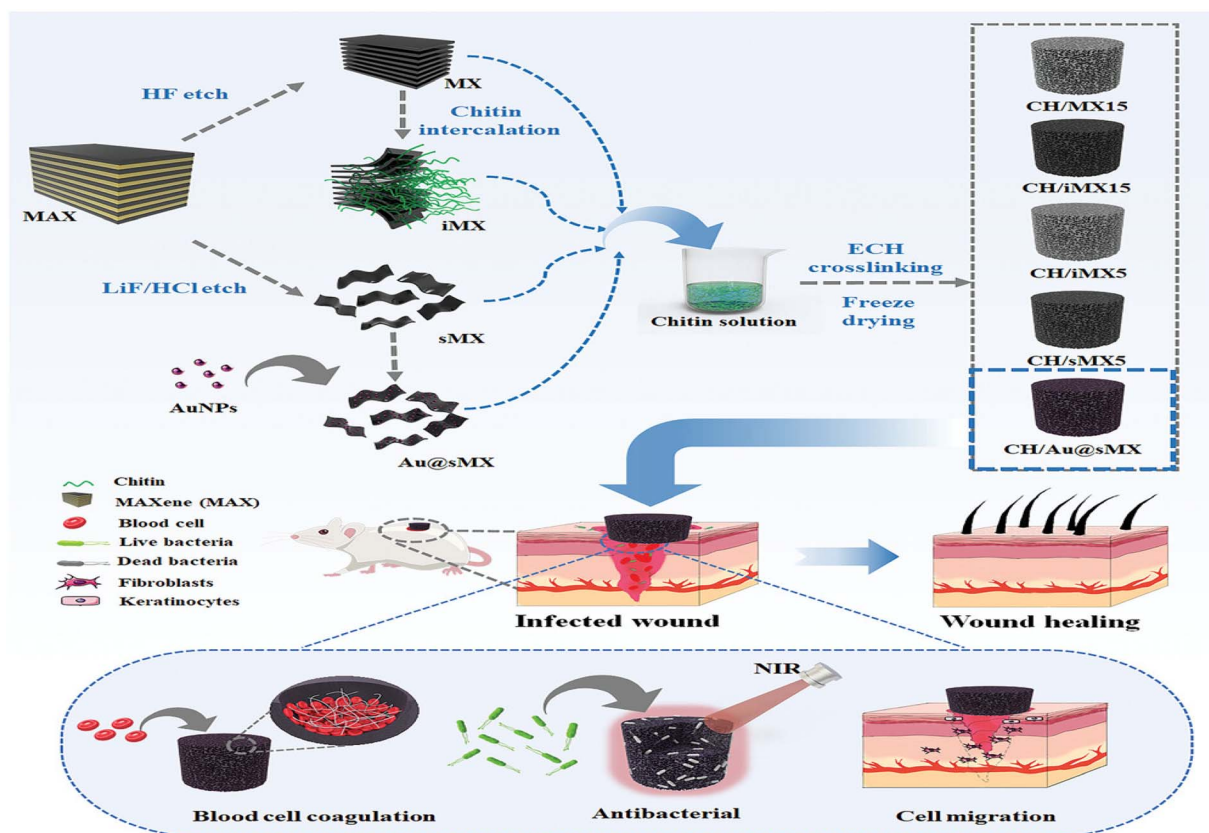 HF etch
MX
Chitin
intercalation
MAX
iMX
LiF/HCl etch
sMX
AuNPs
Au@sMX
Chitin solution
ECH
crosslinking
Freeze
drying
CH/MX15
CH/iMX15
CH/iMX5
CH/sMX5
CH/Au@sMX
Chitin
MAXene (MAX)
Blood cell
Live bacteria
Dead bacteria
Fibroblasts
Keratinocytes
Infected wound
Wound healing
NIR
Blood cell coagulation
Antibacterial
Cell migration